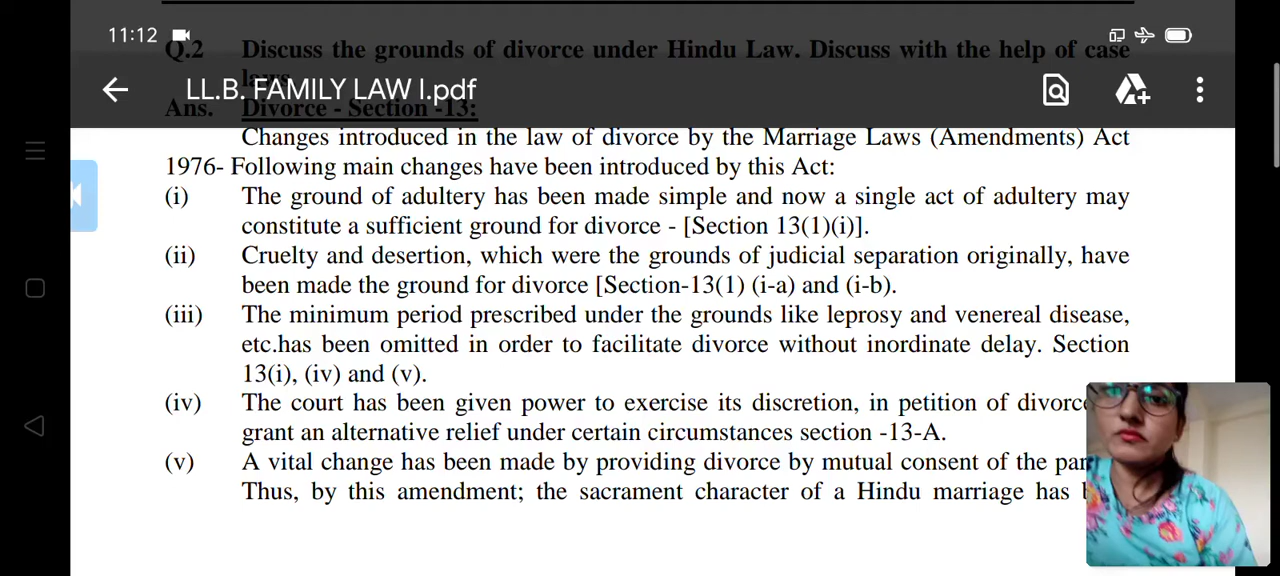 11:12
Q.2 Discuss the grounds of divorce under Hindu Law. Discuss with the help of case
laws
LL.B. FAMILY LAW I.pdf
Ans. Divorce - Section -13:
Changes introduced in the law of divorce by the Marriage Laws (Amendments) Act
1976- Following main changes have been introduced by this Act:
(i) The ground of adultery has been made simple and now a single act of adultery may
constitute a sufficient ground for divorce - [Section 13(1)(i)].
(ii) Cruelty and desertion, which were the grounds of judicial separation originally, have
been made the ground for divorce [Section-13(1) (i-a) and (i-b).
(iii) The minimum period prescribed under the grounds like leprosy and venereal disease,
etc.has been omitted in order to facilitate divorce without inordinate delay. Section
13(i), (iv) and (v).
(iv) The court has been given power to exercise its discretion, in petition of divorce
grant an alternative relief under certain circumstances section -13-A.
(v) A vital change has been made by providing divorce by mutual consent of the
Thus, by this amendment; the sacrament character of a Hindu marriage has